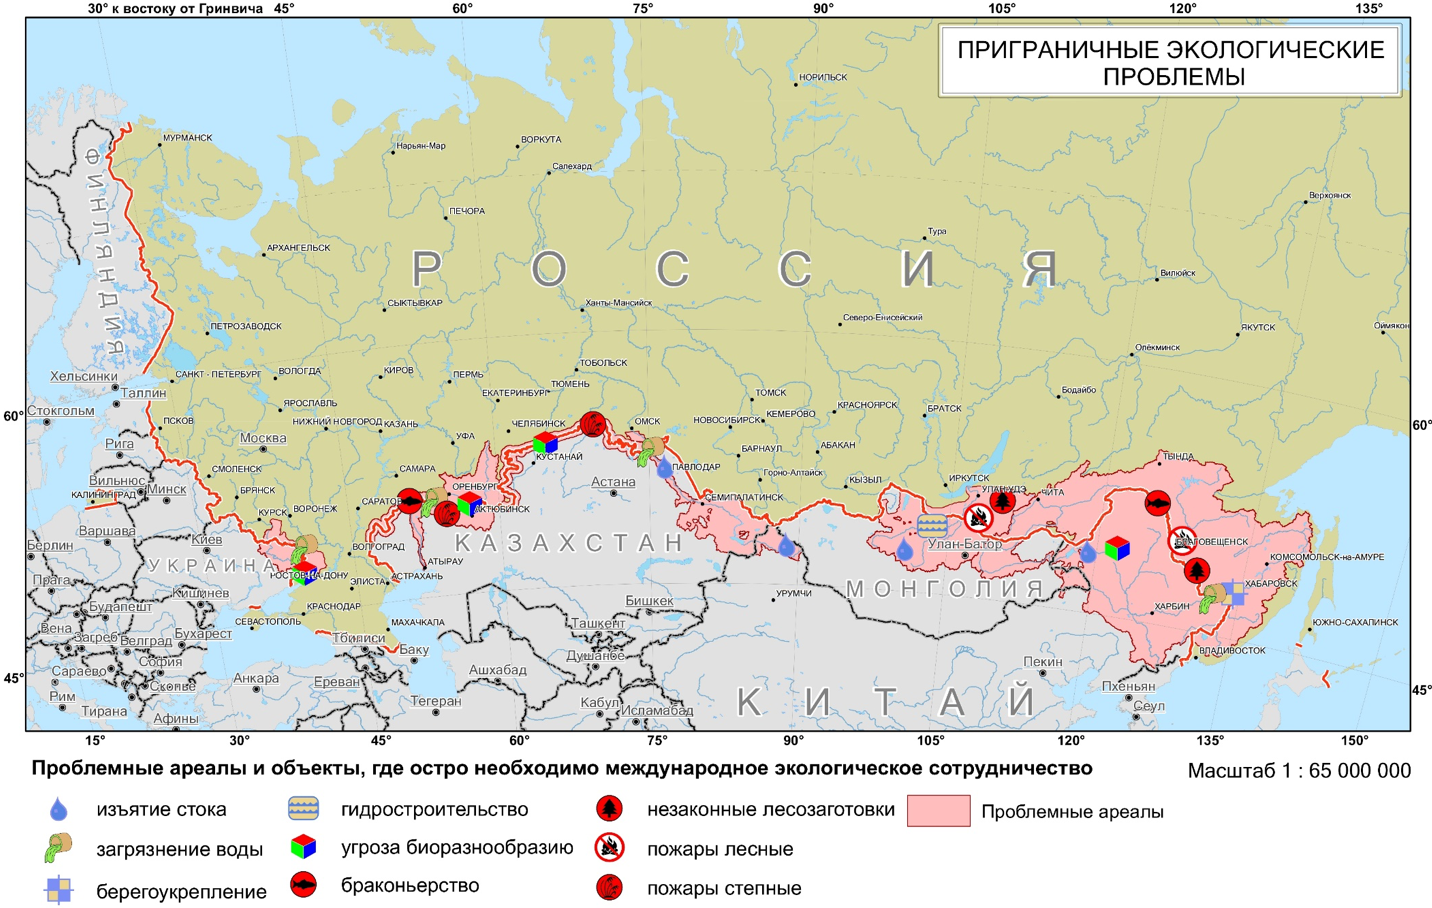 30° к востоку от Гринвича 45° 60° 75° 90° 105° 120° 135°
ПРИГРАНИЧНЫЕ ЭКОЛОГИЧЕСКИЕ
ПРОБЛЕМЫ
НОРИЛЬСК
МУРМАНСК
Нарьян-Мар
ВОРКУТА
Салехард
ФИНЛЯНДИЯ
Верхоянск
ПЕЧОРА
Тура
АРХАНГЕЛЬСК
РОССИЯ
Вилюйск
СЫКТЫВКАР
Ханты-Мансийск
Северо-Енисейский
ПЕТРОЗАВОДСК
ЯКУТСК
Оймякон
Олёкминск
Хельсинки
САНКТ - ПЕТЕРБУРГ
ВОЛОГДА
КИРОВ
ПЕРМЬ
ТОБОЛЬСК
ТЮМЕНЬ
Таллин
ЕКАТЕРИНБУРГ
ТОМСК
Бодайбо
Стокгольм
ЯРОСЛАВЛЬ
КРАСНОЯРСК
БРАТСК
60°
60°
ПСКОВ
НИЖНИЙ НОВГОРОД
КАЗАНЬ
ЧЕЛЯБИНСК
ОМСК
НОВОСИБИРСК
КЕМЕРОВО
Рига
Москва
УФА
БАРНАУЛ
АБАКАН
КУСТАНАЙ
ТЫНДА
СМОЛЕНСК
САМАРА
ПАВЛОДАР
Горно-Алтайск
КЫЗЫЛ
ИРКУТСК
Вильнюс
Минск
БРЯНСК
ОРЕНБУРГ
Астана
УЛАН-УДЭ
ЧИТА
КАЛИНИНГРАД
САРАТОВ
СЕМИПАЛАТИНСК
КУРСК
ВОРОНЕЖ
АКТЮБИНСК
Варшава
Киев
КАЗАХСТАН
Улан-Батор
БЛАГОВЕЩЕНСК
Берлин
ВОЛГОГРАД
КОМСОМОЛЬСК-на-АМУРЕ
УКРАИНА
АТЫРАУ
Прага
РОСТОВ-НА-ДОНУ
ЭЛИСТА
АСТРАХАНЬ
МОНГОЛИЯ
ХАБАРОВСК
Кишинев
УРУМЧИ
Будапешт
КРАСНОДАР
Бишкек
ХАРБИН
Вена
СЕВАСТОПОЛЬ
МАХАЧКАЛА
Ташкент
ЮЖНО-САХАЛИНСК
Загреб
Белград
Бухарест
Тбилиси
Баку
Душанбе
ВЛАДИВОСТОК
Сараево
София
Ашхабад
Пекин
45°
Скопье
Анкара
Ереван
Пхеньян
45°
Рим
Тирана
Тегеран
Кабул
КИТАЙ
Афины
Исламабад
Сеул
15° 30° 45° 60° 75° 90° 105° 120° 135° 150°
Проблемные ареалы и объекты, где остро необходимо международное экологическое сотрудничество
Масштаб 1 : 65 000 000
изъятие стока
гидростроительство
незаконные лесозаготовки
Проблемные ареалы
загрязнение воды
угроза биоразнообразию
пожары лесные
берегоукрепление
браконьерство
пожары степные